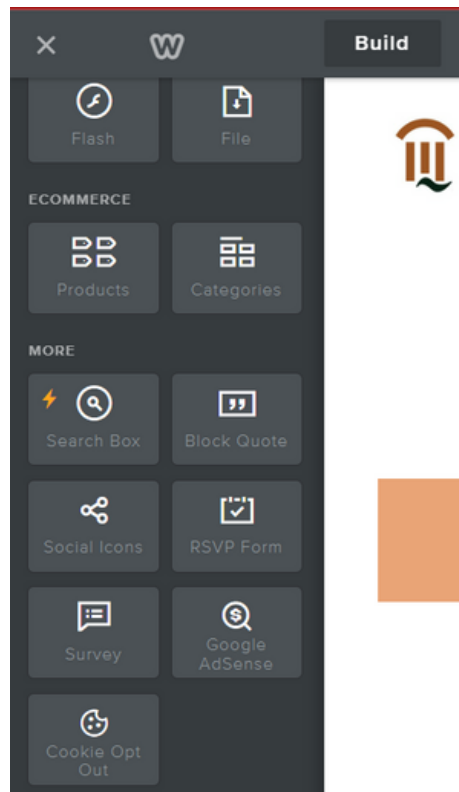 Build
Flash
File
ECOMMERCE
Products
Categories
MORE
Search Box
Block Quote
Social Icons
RSVP Form
Survey
Google
AdSense
Cookie Opt
Out